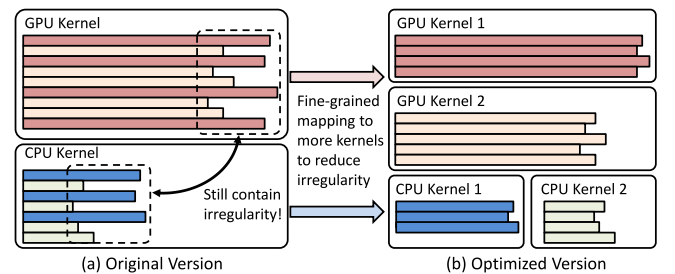 GPU Kernel
CPU Kernel
Still contain
irregularity!
(a) Original Version
Fine-grained
mapping to
more kernels
to reduce
irregularity
GPU Kernel 1
GPU Kernel 2
CPU Kernel 1
CPU Kernel 2
(b) Optimized Version